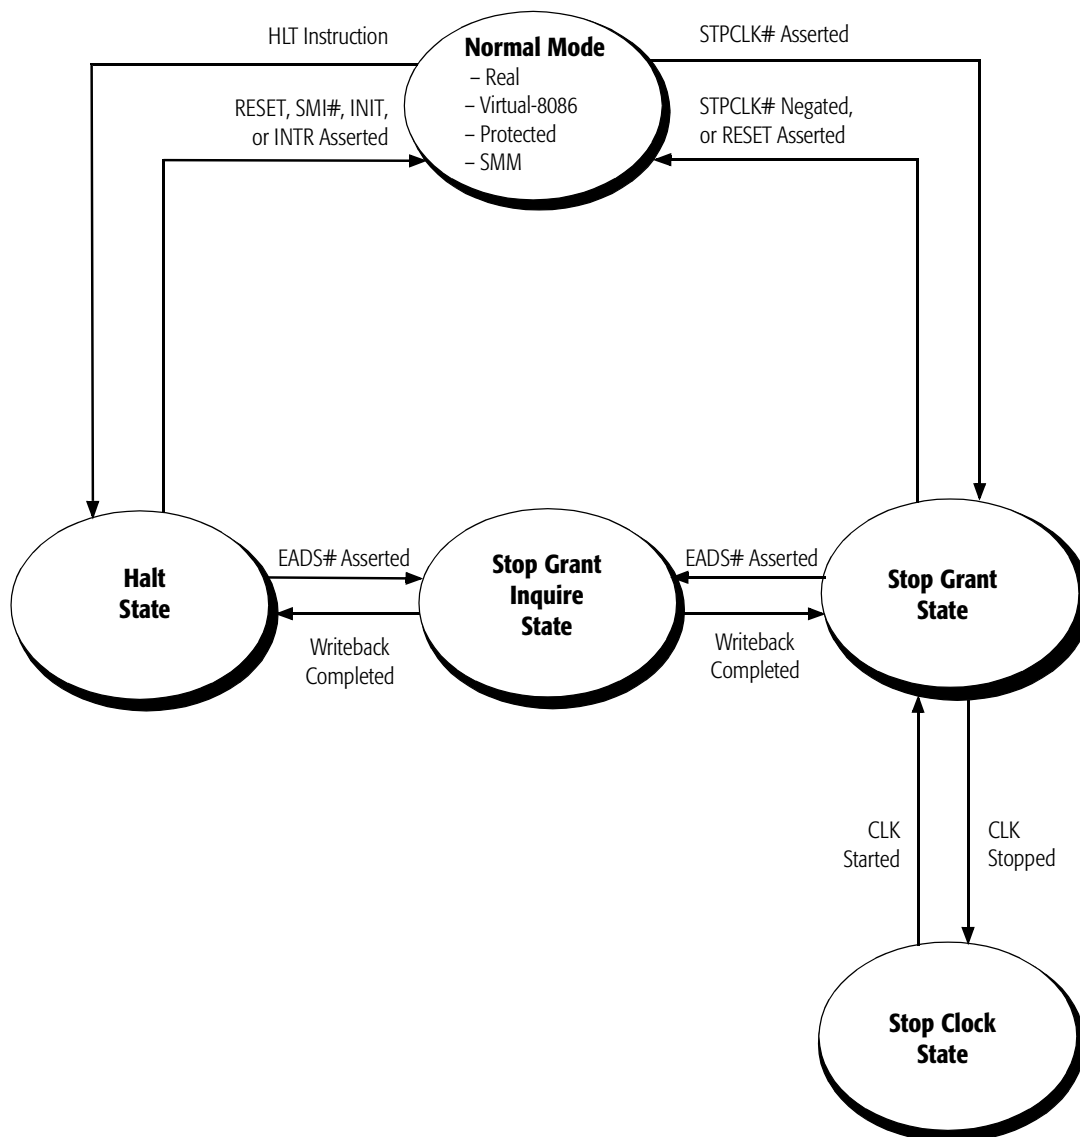 HLT Instruction
Normal Mode
– Real
– Virtual-8086
– Protected
– SMM
STPCLK# Asserted
RESET, SMI#, INIT,
or INTR Asserted
STPCLK# Negated,
or RESET Asserted
Halt
State
EADS# Asserted
Writeback
Completed
Stop Grant
Inquire
State
EADS# Asserted
Writeback
Completed
Stop Grant
State
CLK
Started
CLK
Stopped
Stop Clock
State